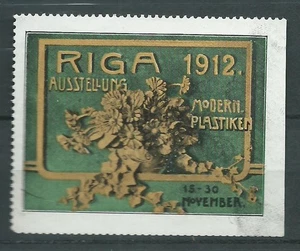 RIGA 1912.
AUSSTELLUNG
MODERN.
PLASTIKEN
15-30
NOVEMBER.